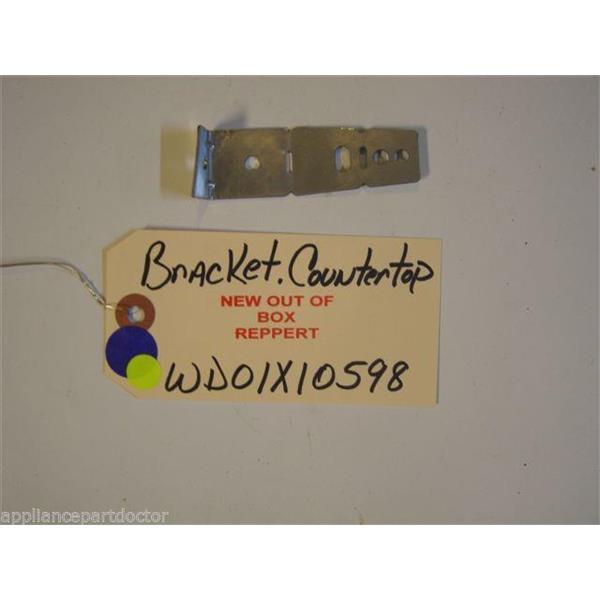 Bracket. Countertop
NEW OUT OF
BOX
REPPERT
WD01X10598
appliancepartdoctor